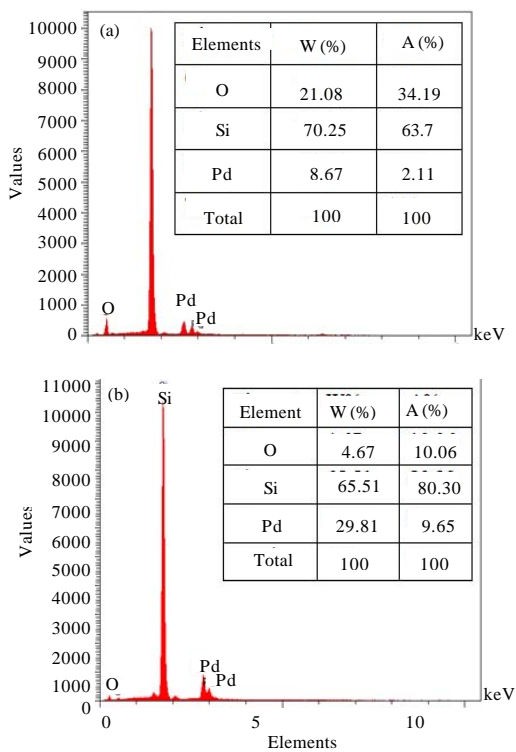 (a)
Elements W (%) A (%)
O 21.08 34.19
Si 70.25 63.7
Pd 8.67 2.11
Total 100 100
10000
9000
8000
7000
6000
5000
4000
3000
2000
1000
0
Values
O
Pd
Pd
keV
(b)
Si
Element W (%) A (%)
O 4.67 10.06
Si 65.51 80.30
Pd 29.81 9.65
Total 100 100
11000
10000
9000
8000
7000
6000
5000
4000
3000
2000
1000
0
Values
O
Pd
Pd
keV
0 5 10
Elements